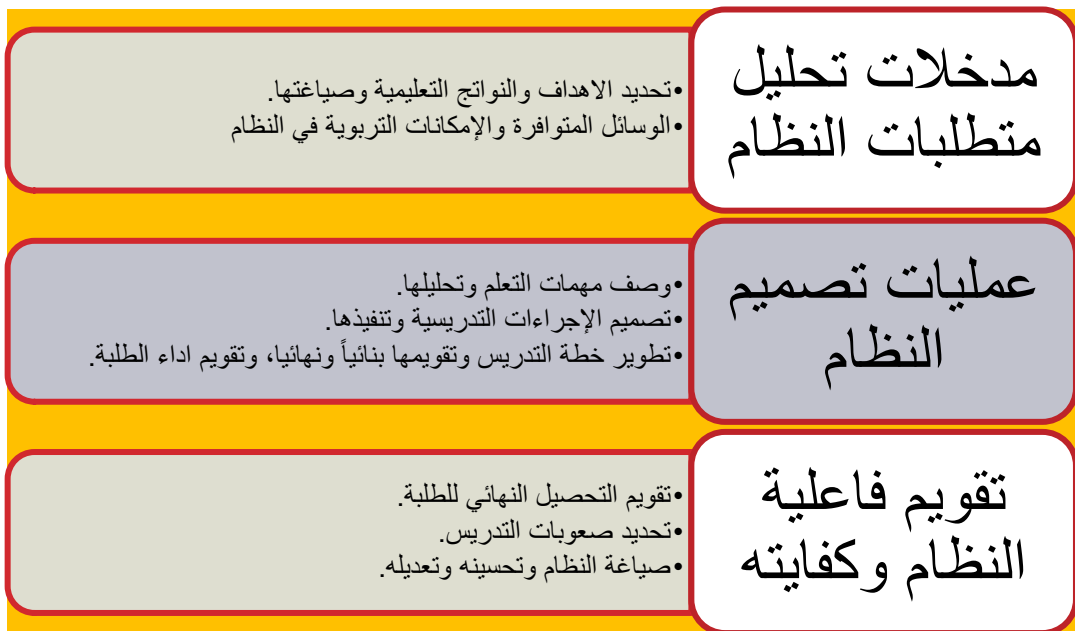 مدخلات تحليل
متطلبات النظام
•تحديد الاهداف والنواتج التعليمية وصياغتها.
•الوسائل المتوافرة والإمكانات التربوية في النظام
عمليات تصميم
النظام
•وصف مهمات التعلم وتحليلها.
•تصميم الإجراءات التدريسية وتنفيذها.
•تطوير خطة التدريس وتقويمها بنائياً ونهائيا، وتقويم اداء الطلبة.
تقويم فاعلية
النظام وكفايته
•تقويم التحصيل النهائي للطلبة.
•تحديد صعوبات التدريس.
•صياغة النظام وتحسينه وتعديله.